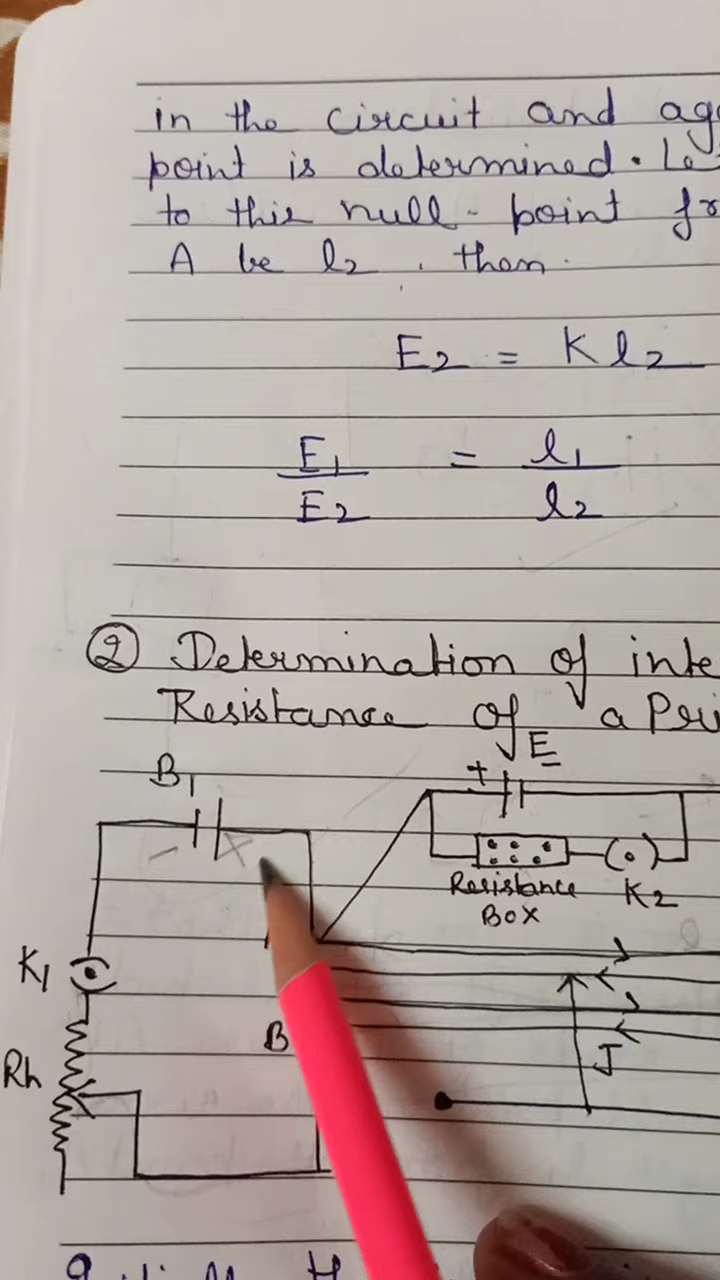 in the circuit and
point is determined.
to this null-point
A be l2, then.
E2 = K l2
E1 = l1
E2 l2
② Determination of
Resistance of a
E
B1
+
−
+
Resistance
Box
K2
K1
B
J
Rh